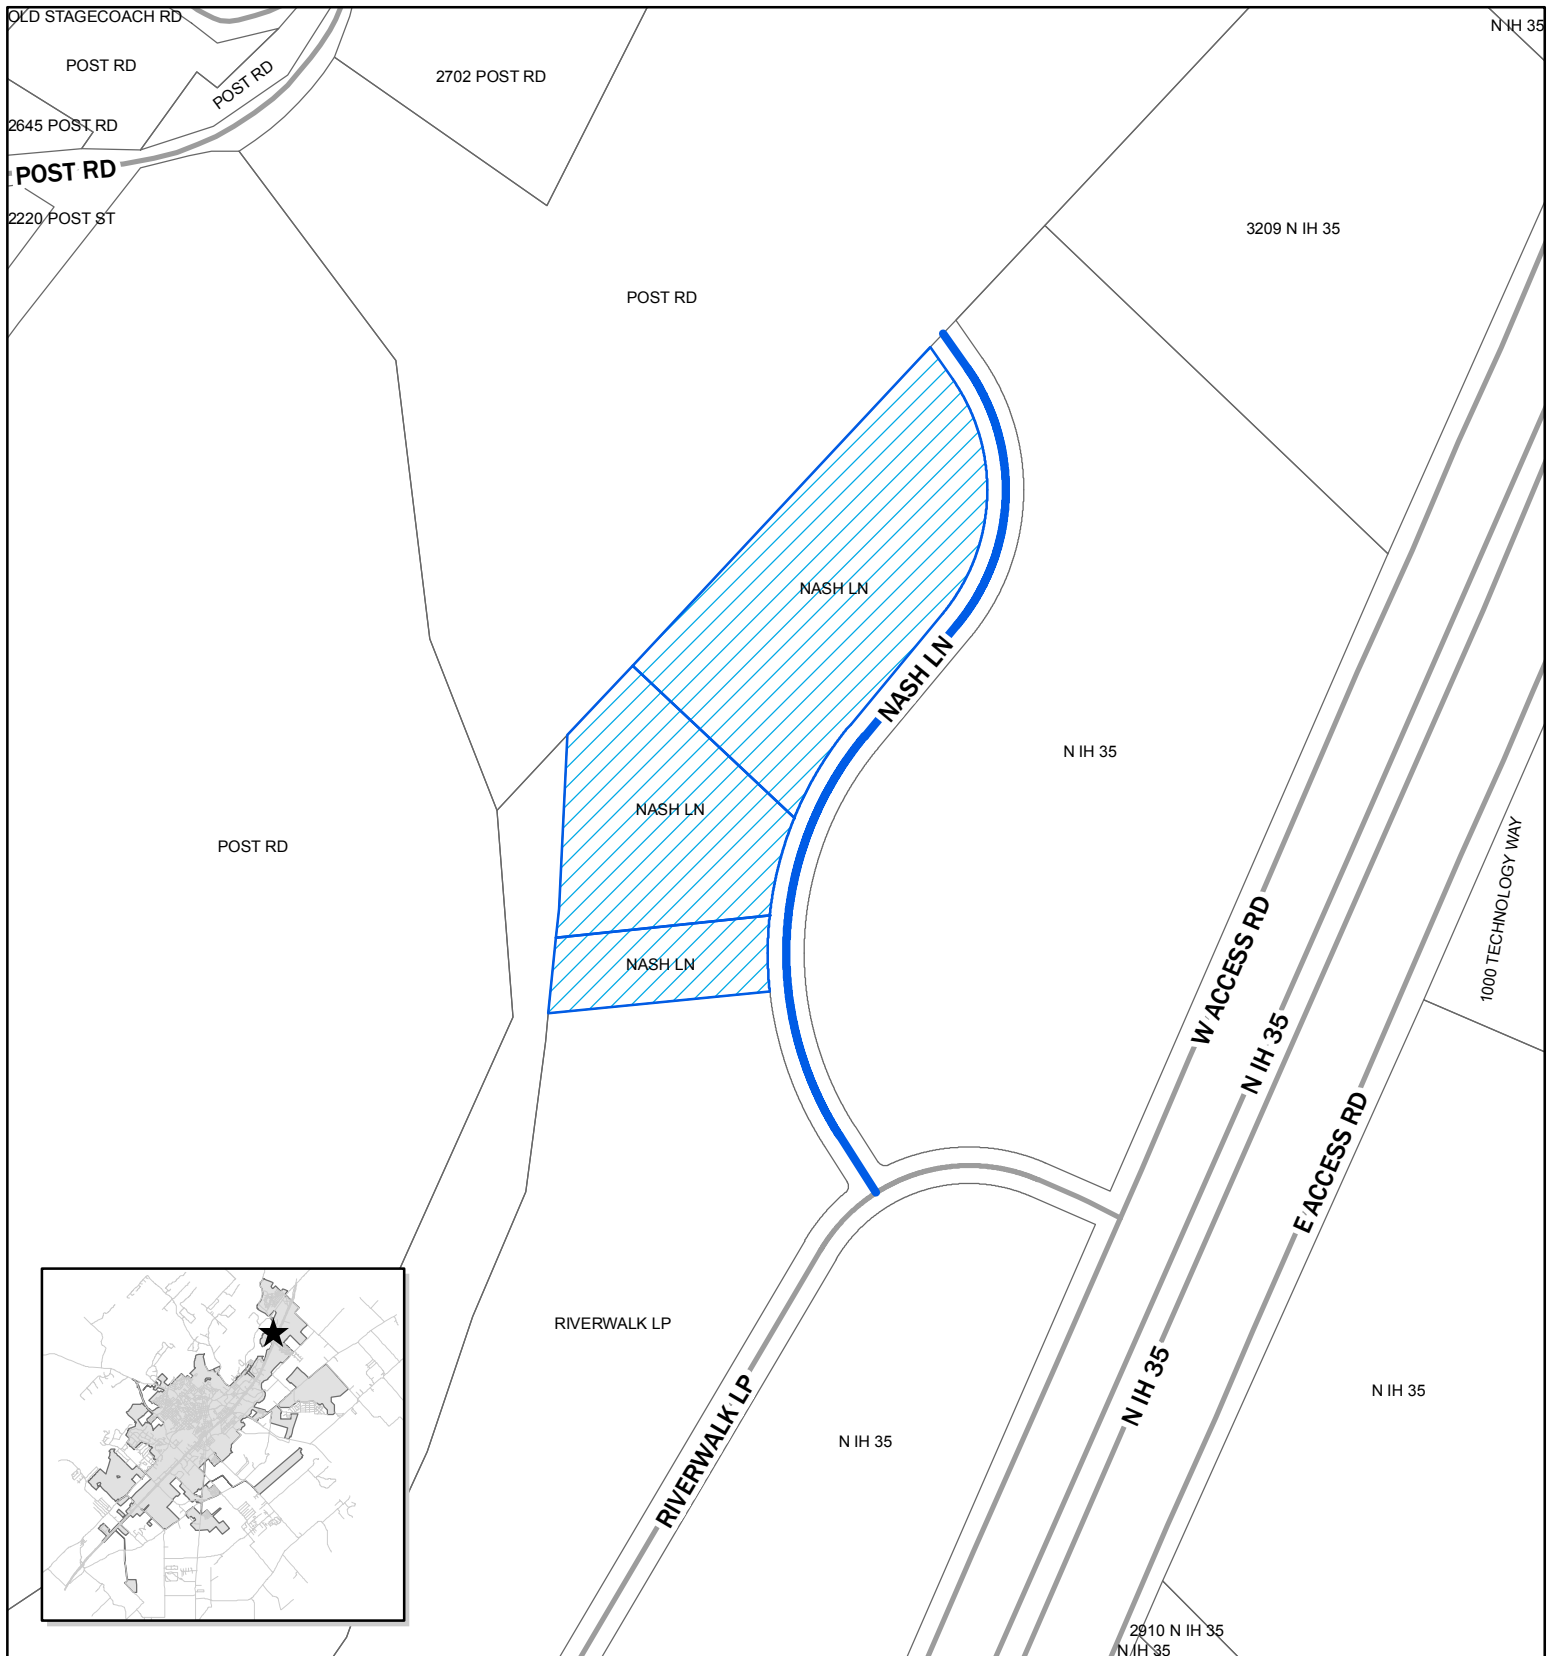 OLD STAGECOACH RD
N IH 35
POST RD
POST RD
2702 POST RD
2645 POST RD
POST RD
2220 POST ST
3209 N IH 35
POST RD
NASH LN
NASH LN
N IH 35
NASH LN
POST RD
1000 TECHNOLOGY WAY
W ACCESS RD
NASH LN
N IH 35
E ACCESS RD
RIVERWALK LP
N IH 35
N IH 35
RIVERWALK LP
N IH 35
2910 N IH 35
N IH 35